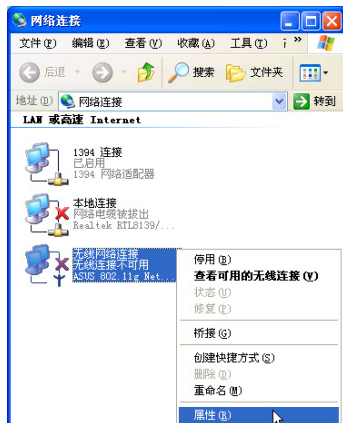 网络连接
文件(F) 编辑(E) 查看(V) 收藏(A) 工具(T) »
后退 搜索 文件夹
地址(D) 网络连接 转到
LAN 或高速 Internet
1394 连接
已启用
1394 网络适配器
本地连接
网络电缆被拔出
Realtek RTL8139/...
无线网络连接
无线连接不可用
ASUS 802.11g Net...
停用(B)
查看可用的无线连接(V)
状态(U)
修复(P)
桥接(G)
创建快捷方式(S)
删除(D)
重命名(M)
属性(R)